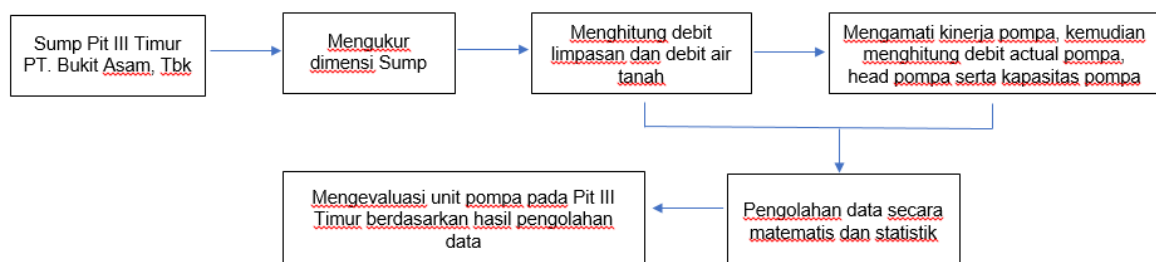 Sump Pit III Timur
PT. Bukit Asam, Tbk
Mengukur
dimensi Sump
Menghitung debit
limpasan dan debit air
tanah
Mengamati kinerja pompa, kemudian
menghitung debit actual pompa,
head pompa serta kapasitas pompa
Mengevaluasi unit pompa pada Pit III
Timur berdasarkan hasil pengolahan
data
Pengolahan data secara
matematis dan statistik